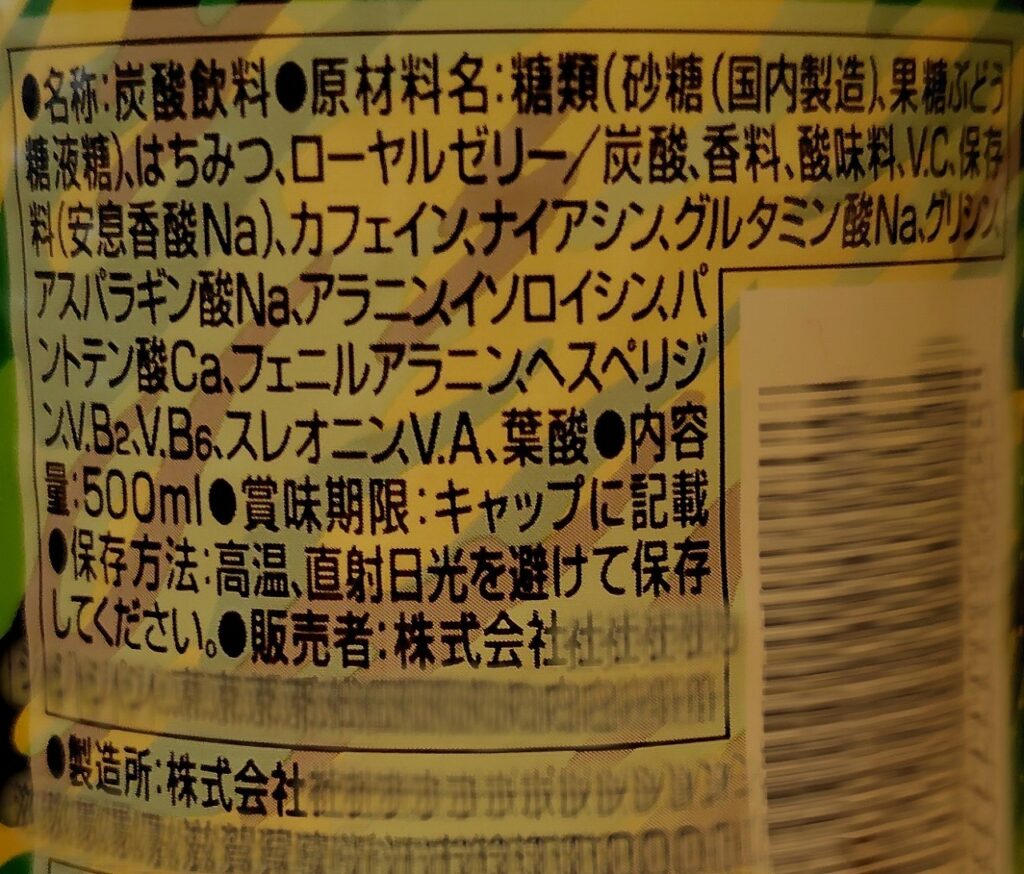 ●名称:炭酸飲料●原材料名:糖類(砂糖(国内製造)、果糖ぶどう
糖液糖)、はちみつ、ローヤルゼリー/炭酸、香料、酸味料、V.C、保存
料(安息香酸Na)、カフェイン、ナイアシン、グルタミン酸Na、グリシン、
アスパラギン酸Na、アラニン、イソロイシン、パ
ントテン酸Ca、フェニルアラニン、ヘスペリジ
ン、V.B2、V.B6、スレオニン、V.A、葉酸●内容
量:500ml●賞味期限:キャップに記載
●保存方法:高温、直射日光を避けて保存
してください。●販売者:株式会社
●製造所:株式会社